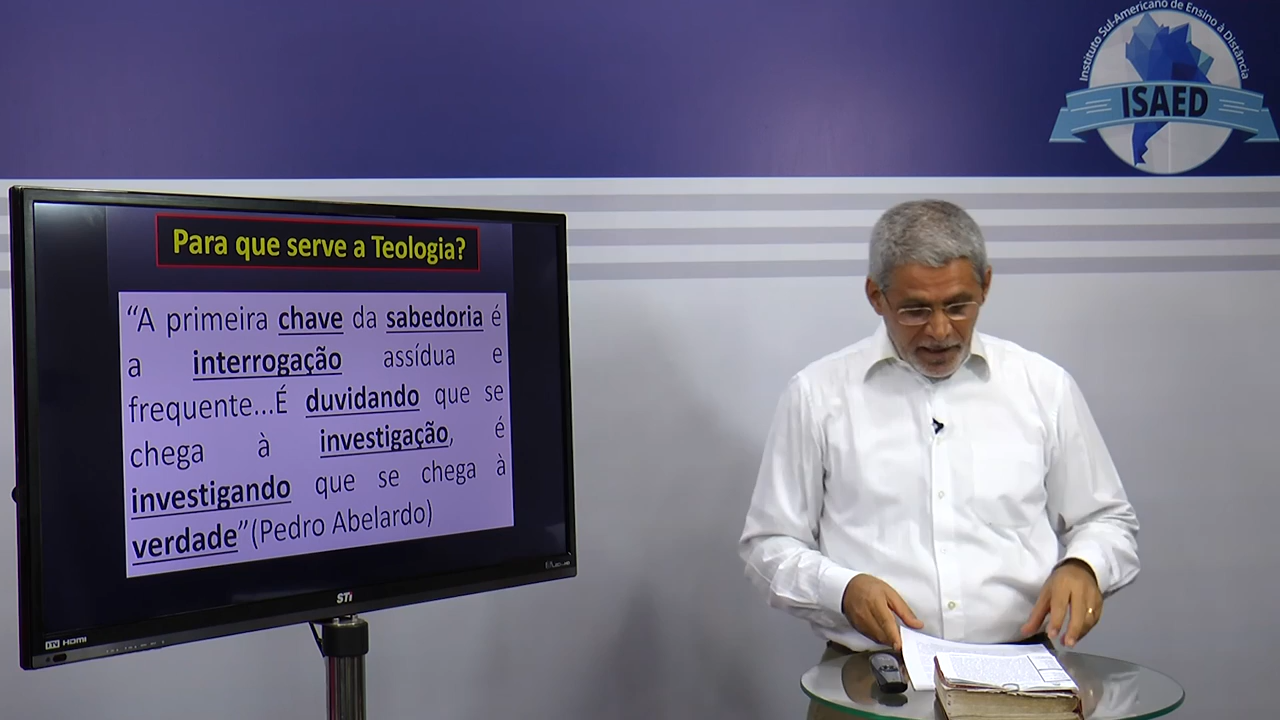 Instituto Sul-Americano de Ensino à Distância
ISAED
Para que serve a Teologia?
“A primeira chave da sabedoria é
a interrogação assídua e
frequente...É duvidando que se
chega à investigação, é
investigando que se chega à
verdade”(Pedro Abelardo)
STi
HDMI